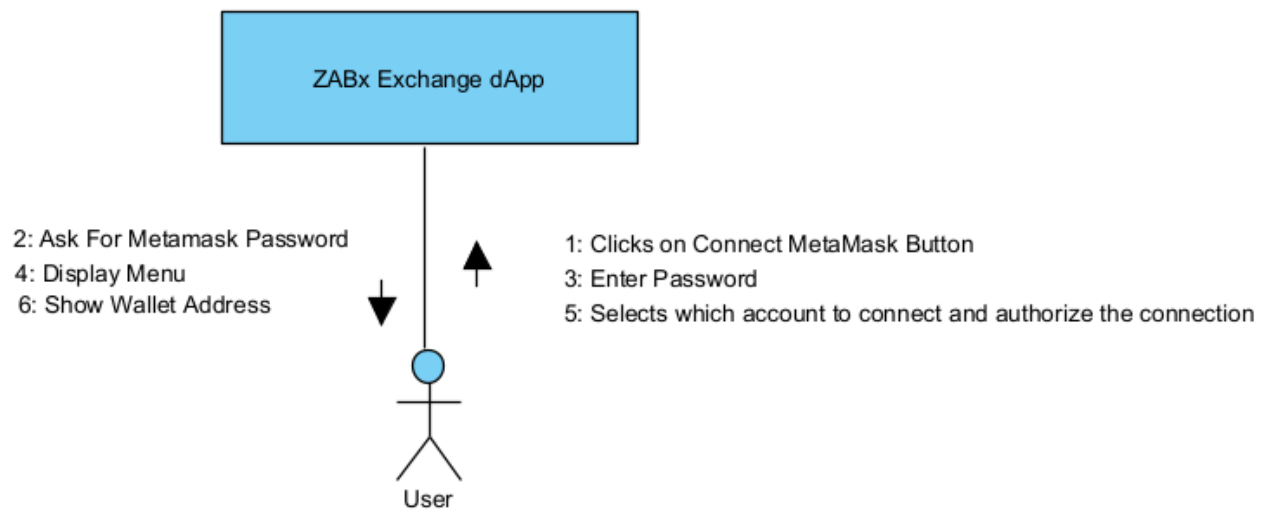 ZABx Exchange dApp
2: Ask For Metamask Password
4: Display Menu
6: Show Wallet Address
1: Clicks on Connect MetaMask Button
3: Enter Password
5: Selects which account to connect and authorize the connection
User